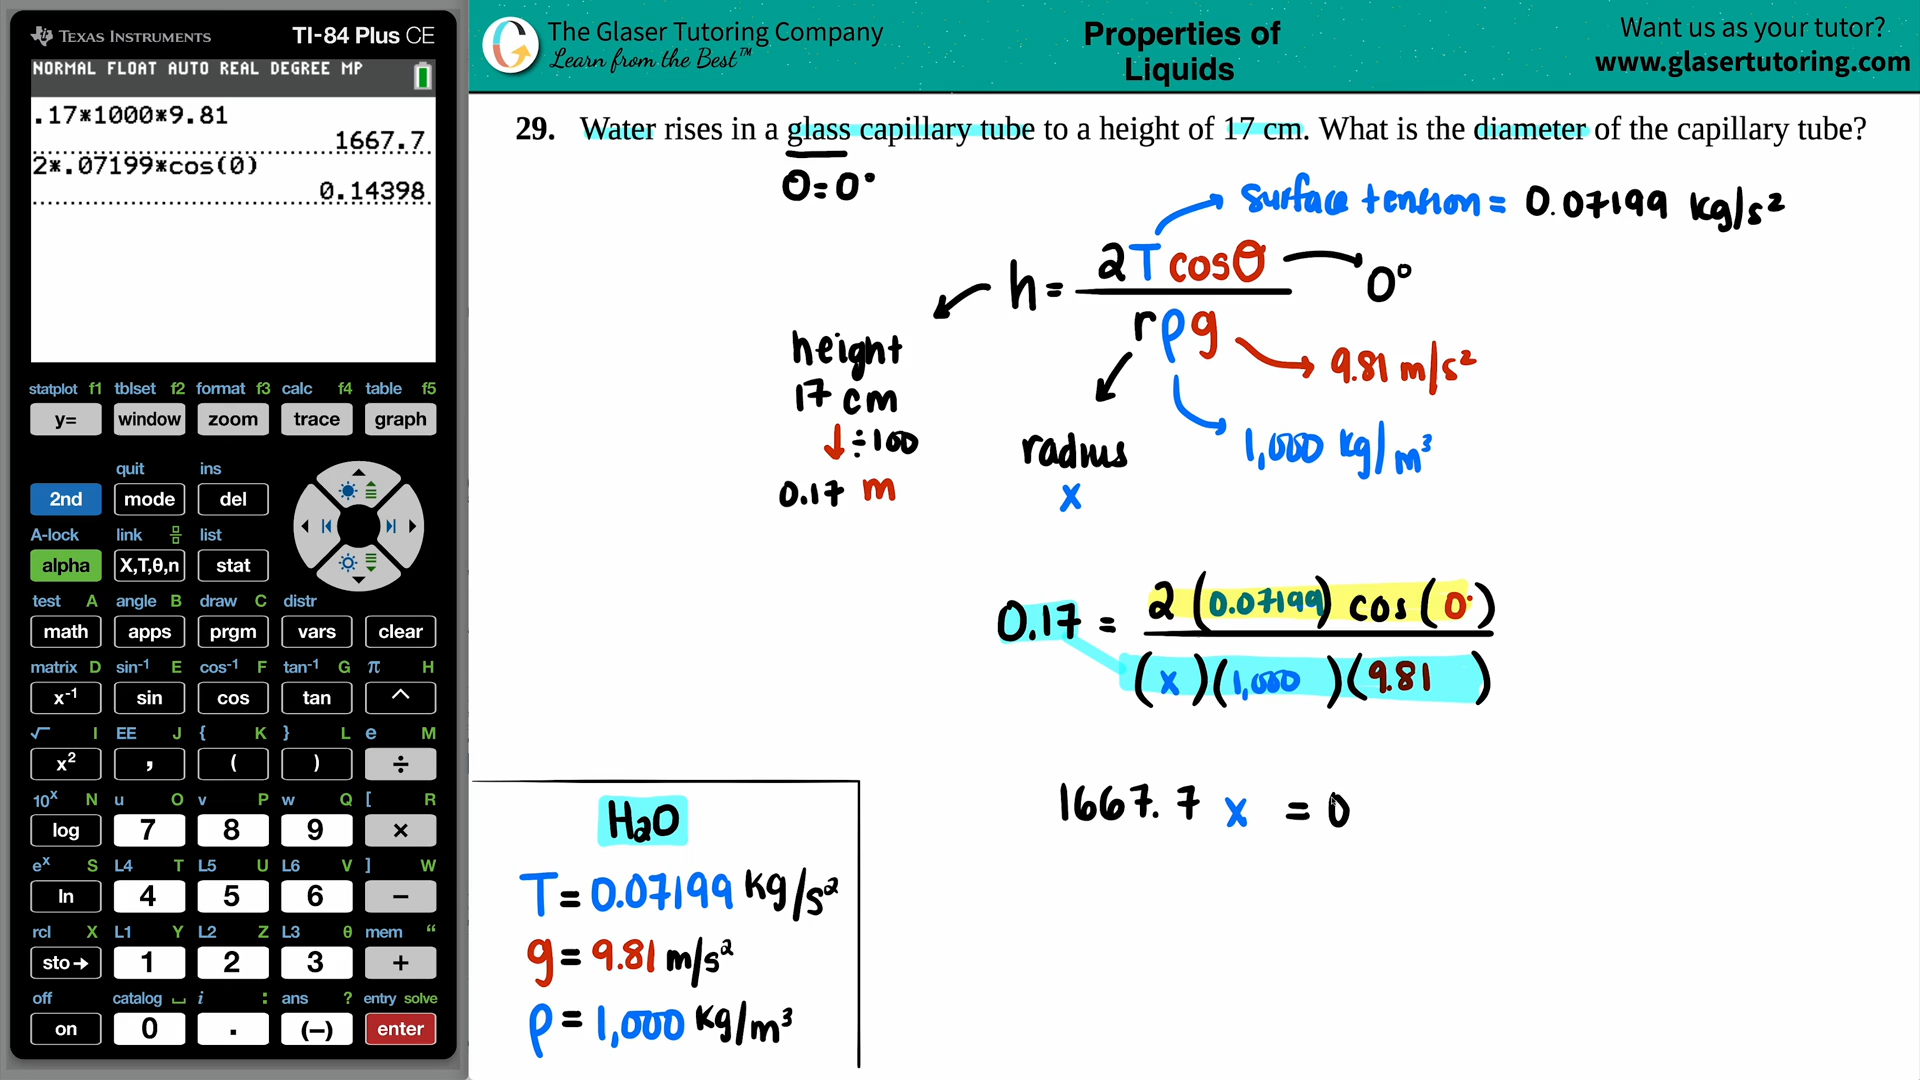 TEXAS INSTRUMENTS TI-84 Plus CE
NORMAL FLOAT AUTO REAL DEGREE MP
.17*1000*9.81
1667.7
2*.07199*cos(0)
0.14398
statplot f1 tblset f2 format f3 calc f4 table f5
y= window zoom trace graph
quit ins
2nd mode del
A-lock link list
alpha X,T,θ,n stat
test A angle B draw C distr
math apps prgm vars clear
matrix D sin⁻¹ E cos⁻¹ F tan⁻¹ G π H
x⁻¹ sin cos tan ^
√ I EE J { K } L e M
x² , ( ) ÷
10ˣ N u O v P w Q [ R
log 7 8 9 ×
eˣ S L4 T L5 U L6 V ] W
ln 4 5 6 −
rcl X L1 Y L2 Z L3 θ mem “
sto→ 1 2 3 +
off catalog ⎵ i : ans ? entry solve
on 0 . (−) enter
The Glaser Tutoring Company
Learn from the Best™
Properties of
Liquids
Want us as your tutor?
www.glasertutoring.com
29. Water rises in a glass capillary tube to a height of 17 cm. What is the diameter of the capillary tube?
θ=0°
surface tension = 0.07199 kg/s²
h = 2Tcosθ / rρg
0°
9.81 m/s²
1,000 kg/m³
height
17 cm
↓ ÷100
0.17 m
radius
x
0.17 = 2(0.07199)cos(0°) / (x)(1,000)(9.81)
1667.7 x = 0
H₂O
T = 0.07199 kg/s²
g = 9.81 m/s²
ρ = 1,000 kg/m³